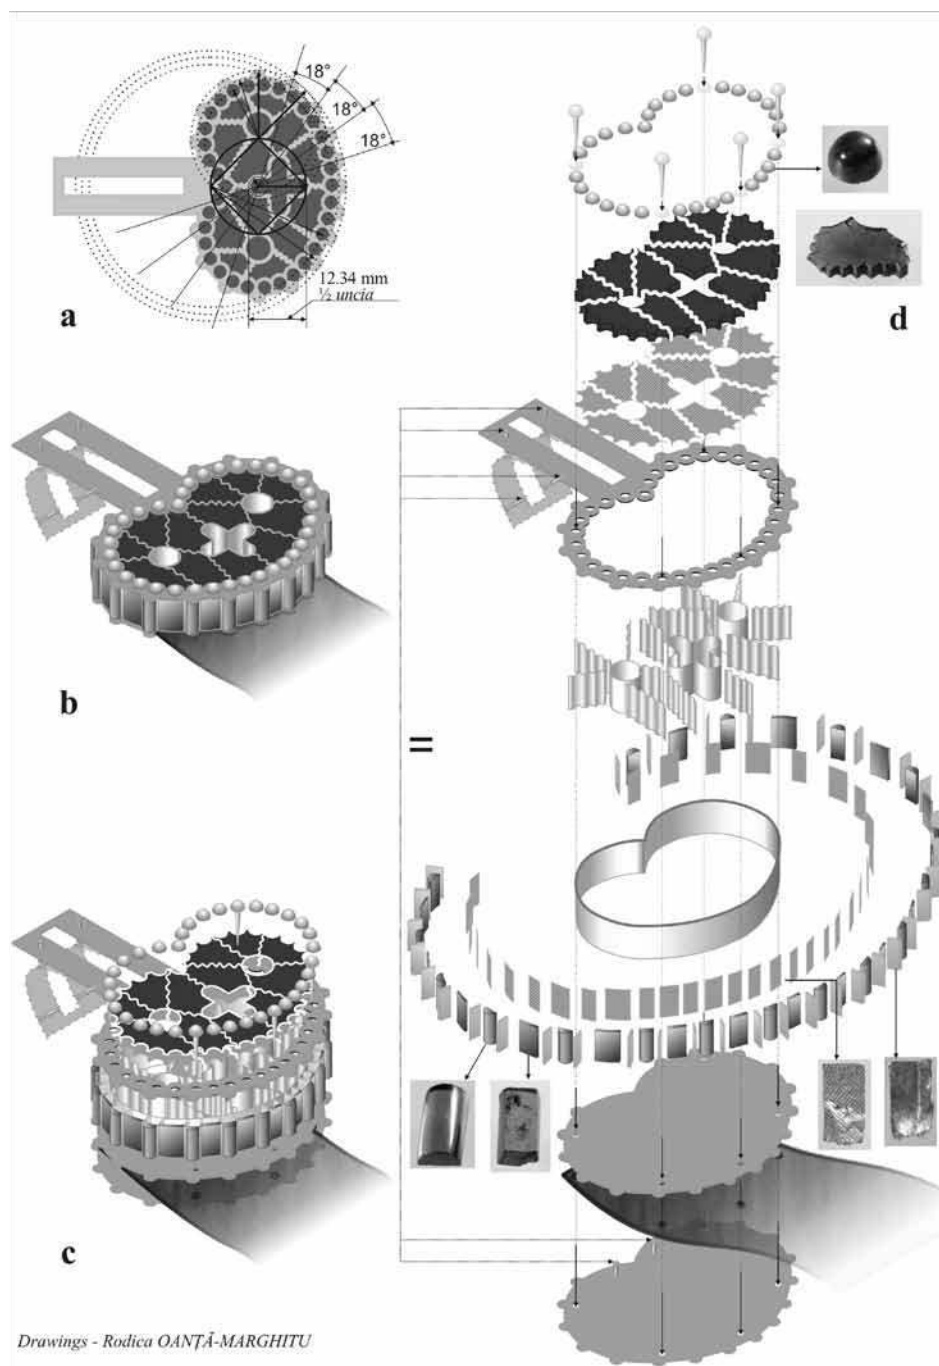 18°
18°
18°
12.34 mm
½ uncia
a
d
b
=
c
Drawings - Rodica OANȚĂ-MARGHITU